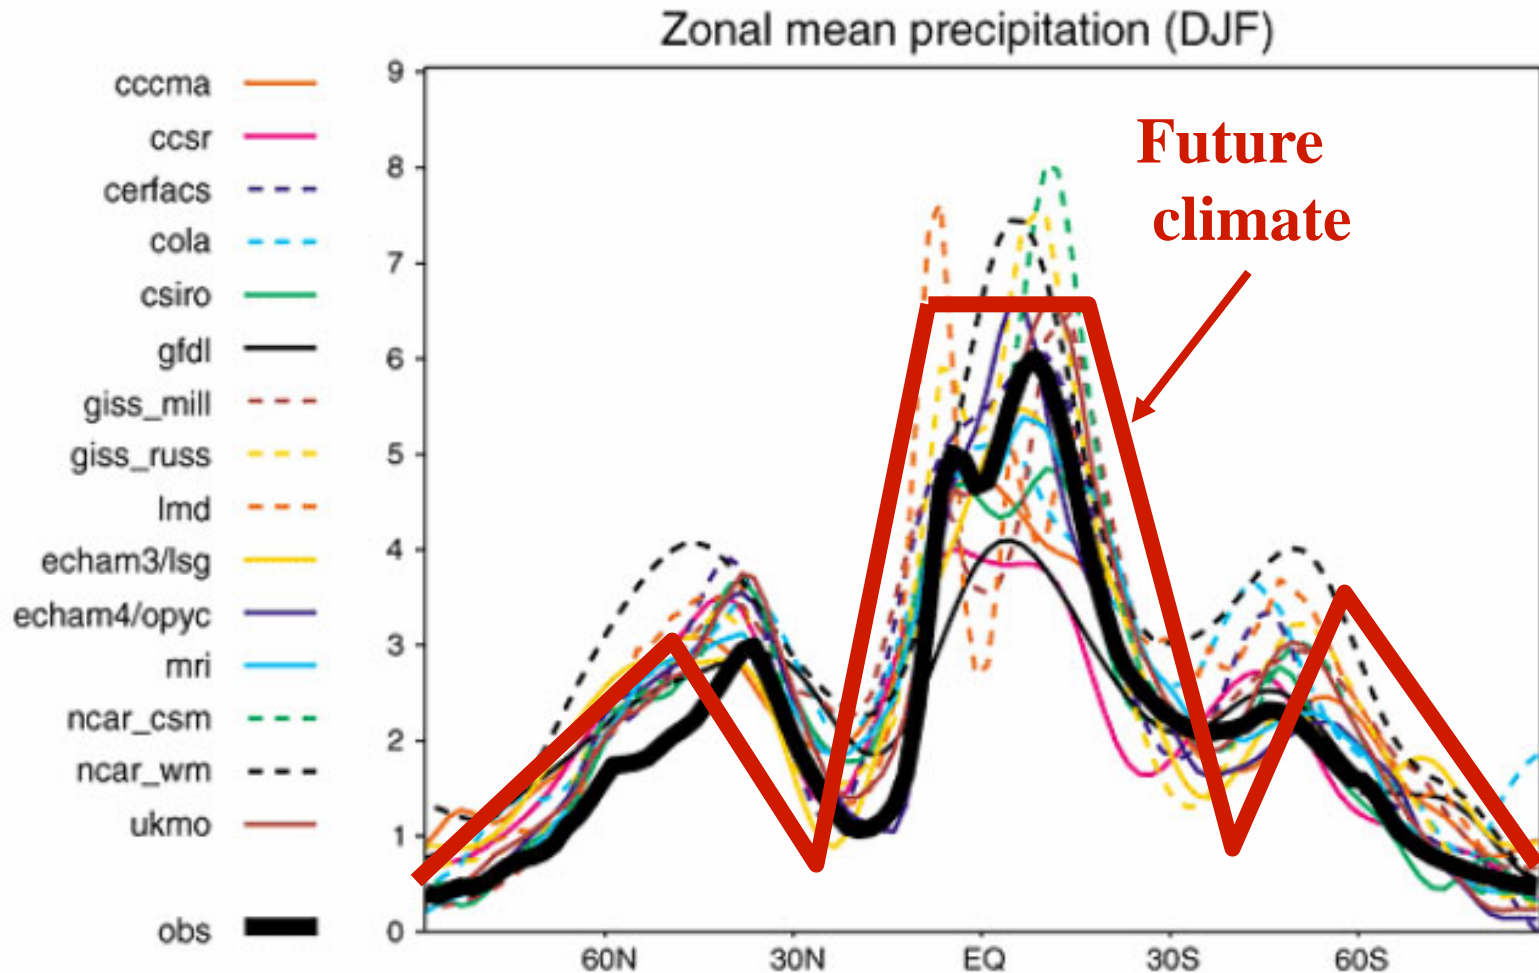 Zonal mean precipitation (DJF)
cccma
ccsr
cerfacs
cola
csiro
gfdl
giss_mill
giss_russ
lmd
echam3/lsg
echam4/opyc
mri
ncar_csm
ncar_wm
ukmo
obs
9
8
7
6
5
4
3
2
1
0
Future
climate
60N
30N
EQ
30S
60S